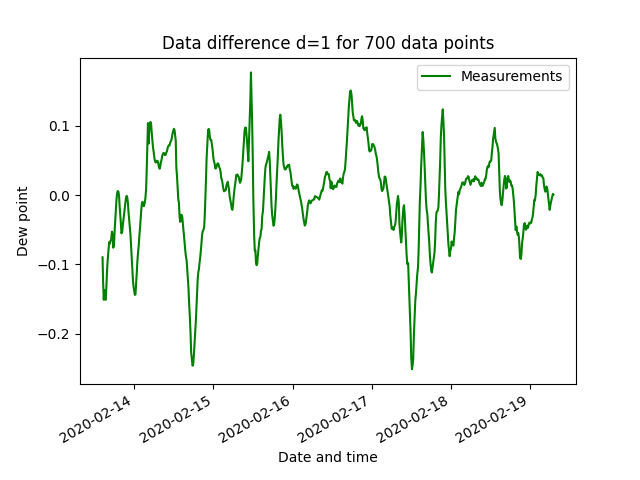 Data difference d=1 for 700 data points
Measurements
Dew point
0.1
0.0
−0.1
−0.2
2020-02-14
2020-02-15
2020-02-16
2020-02-17
2020-02-18
2020-02-19
Date and time